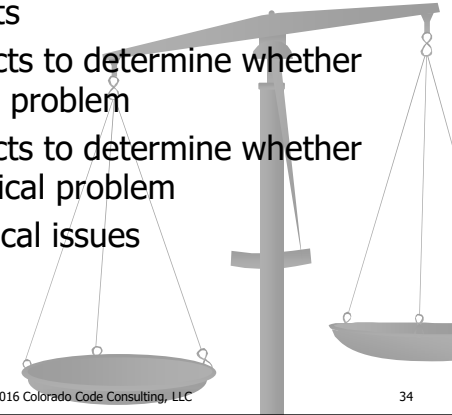 ts
cts to determine whether
problem
cts to determine whether
ical problem
cal issues
016 Colorado Code Consulting, LLC 34